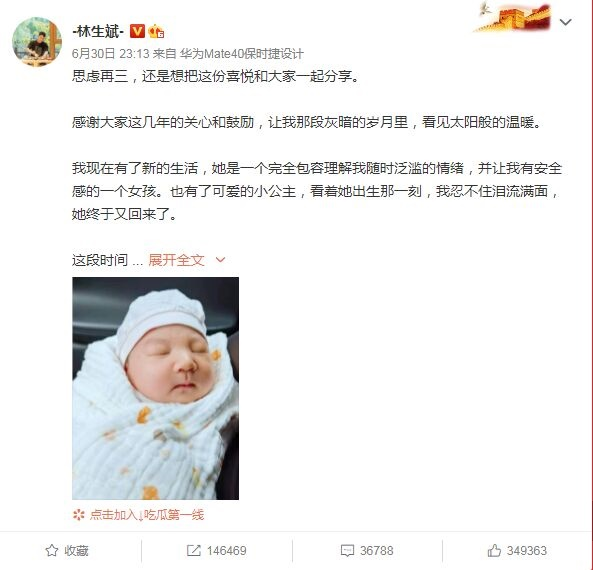 -林生斌-
6月30日 23:13 来自 华为Mate40保时捷设计
思虑再三，还是想把这份喜悦和大家一起分享。
感谢大家这几年的关心和鼓励，让我那段灰暗的岁月里，看见太阳般的温暖。
我现在有了新的生活，她是一个完全包容理解我随时泛滥的情绪，并让我有安全
感的一个女孩。也有了可爱的小公主，看着她出生那一刻，我忍不住泪流满面，
她终于又回来了。
这段时间 ... 展开全文
点击加入↓吃瓜第一线
收藏 146469 36788 349363